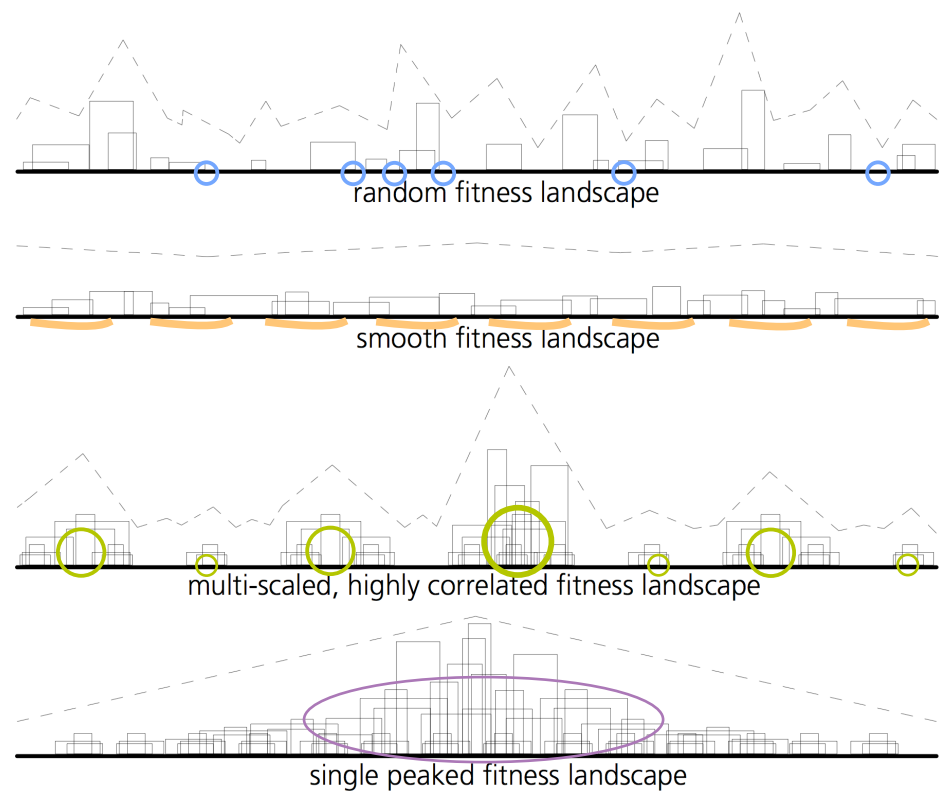 random fitness landscape
smooth fitness landscape
multi-scaled, highly correlated fitness landscape
single peaked fitness landscape